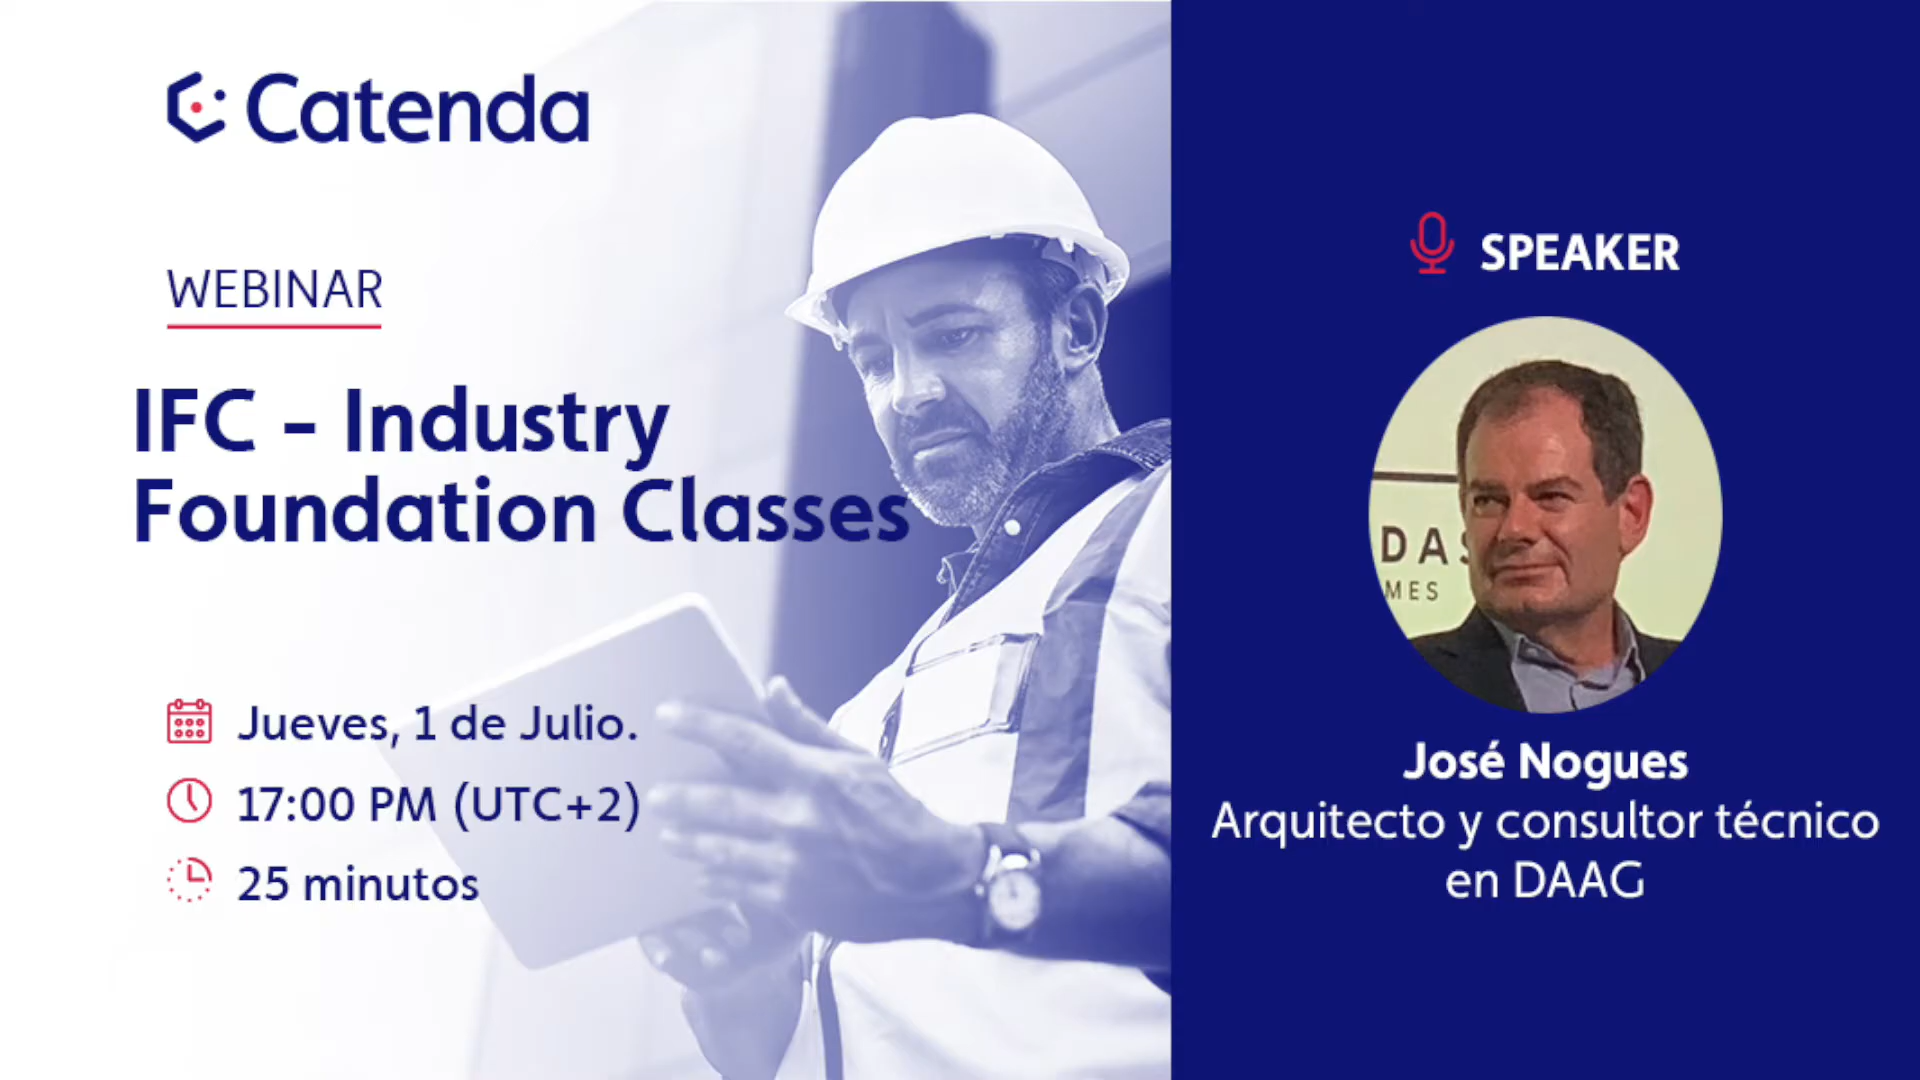 Catenda
WEBINAR
IFC - Industry
Foundation Classes
Jueves, 1 de Julio.
17:00 PM (UTC+2)
25 minutos
SPEAKER
DAS
MES
José Nogues
Arquitecto y consultor técnico
en DAAG